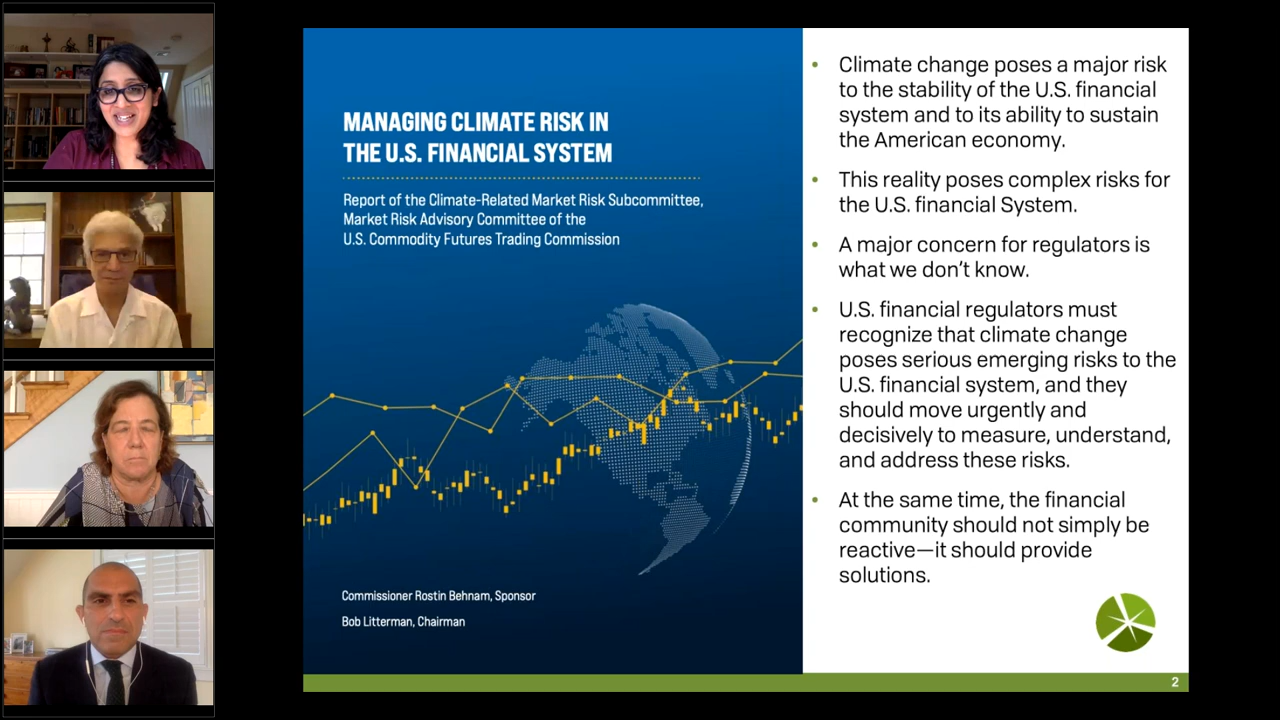 MANAGING CLIMATE RISK IN
THE U.S. FINANCIAL SYSTEM
Report of the Climate-Related Market Risk Subcommittee,
Market Risk Advisory Committee of the
U.S. Commodity Futures Trading Commission
Commissioner Rostin Behnam, Sponsor
Bob Litterman, Chairman
• Climate change poses a major risk
to the stability of the U.S. financial
system and to its ability to sustain
the American economy.
• This reality poses complex risks for
the U.S. financial System.
• A major concern for regulators is
what we don't know.
• U.S. financial regulators must
recognize that climate change
poses serious emerging risks to the
U.S. financial system, and they
should move urgently and
decisively to measure, understand,
and address these risks.
• At the same time, the financial
community should not simply be
reactive—it should provide
solutions.
2